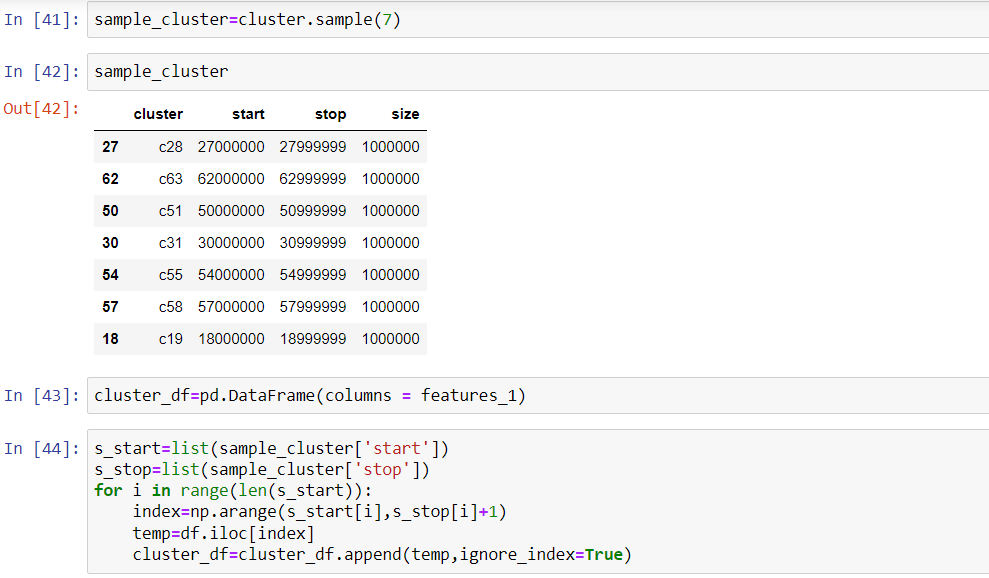 In [41]: sample_cluster=cluster.sample(7)
In [42]: sample_cluster
Out[42]:
cluster start stop size
27 c28 27000000 27999999 1000000
62 c63 62000000 62999999 1000000
50 c51 50000000 50999999 1000000
30 c31 30000000 30999999 1000000
54 c55 54000000 54999999 1000000
57 c58 57000000 57999999 1000000
18 c19 18000000 18999999 1000000
In [43]: cluster_df=pd.DataFrame(columns = features_1)
In [44]: s_start=list(sample_cluster['start'])
s_stop=list(sample_cluster['stop'])
for i in range(len(s_start)):
    index=np.arange(s_start[i],s_stop[i]+1)
    temp=df.iloc[index]
    cluster_df=cluster_df.append(temp,ignore_index=True)